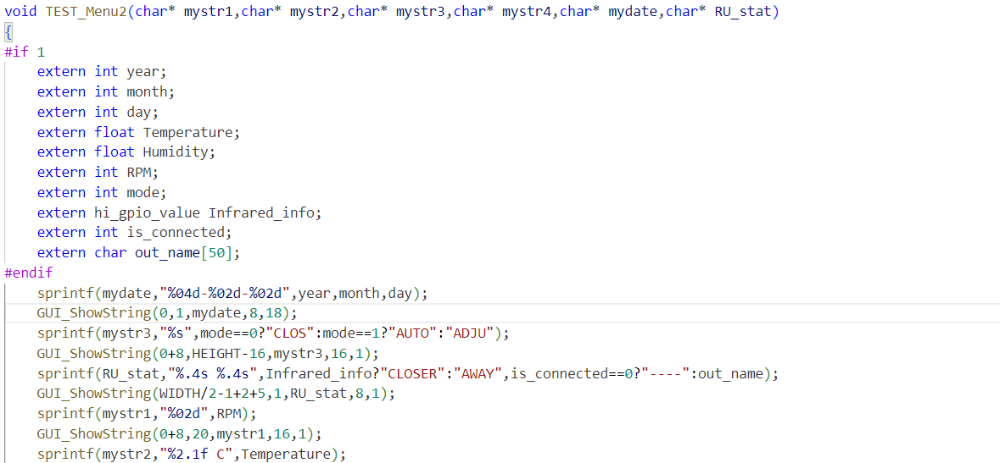 void TEST_Menu2(char* mystr1,char* mystr2,char* mystr3,char* mystr4,char* mydate,char* RU_stat)
{
#if 1
    extern int year;
    extern int month;
    extern int day;
    extern float Temperature;
    extern float Humidity;
    extern int RPM;
    extern int mode;
    extern hi_gpio_value Infrared_info;
    extern int is_connected;
    extern char out_name[50];
#endif
    sprintf(mydate,"%04d-%02d-%02d",year,month,day);
    GUI_ShowString(0,1,mydate,8,18);
    sprintf(mystr3,"%s",mode==0?"CLOS":mode==1?"AUTO":"ADJU");
    GUI_ShowString(0+8,HEIGHT-16,mystr3,16,1);
    sprintf(RU_stat,"%.4s %.4s",Infrared_info?"CLOSER":"AWAY",is_connected==0?"----":out_name);
    GUI_ShowString(WIDTH/2-1+2+5,1,RU_stat,8,1);
    sprintf(mystr1,"%02d",RPM);
    GUI_ShowString(0+8,20,mystr1,16,1);
    sprintf(mystr2,"%2.1f C",Temperature);